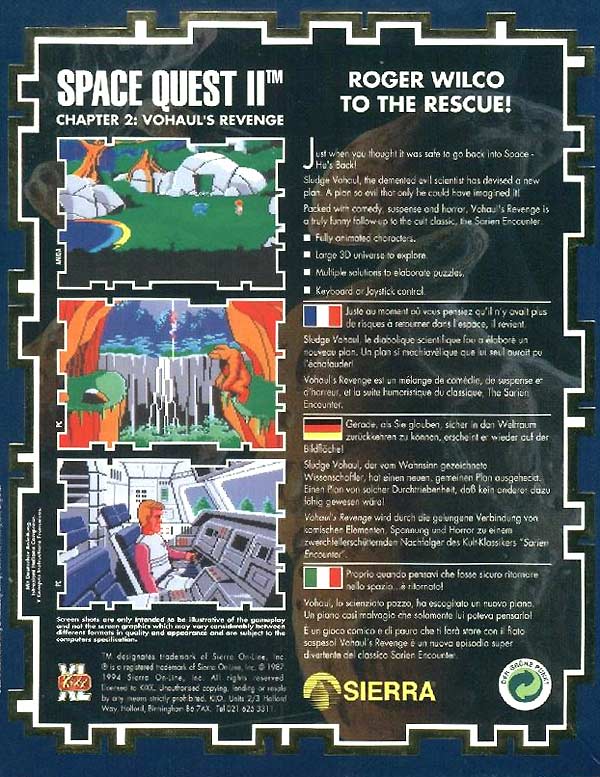 SPACE QUEST II™
CHAPTER 2: VOHAUL'S REVENGE
AMIGA
PC
PC
Mit Deutscher Anleitung.
Screen shots are only intended to be illustrative of the gameplay
and not the screen graphics which may vary considerably between
different formats in quality and appearance and are subject to the
computers specification.
TM designates trademark of Sierra On-Line, Inc.
® is a registered trademark of Sierra On-Line, Inc. © 1987,
1994 Sierra On-Line, Inc. All rights reserved.
Licensed to KIXX. Unauthorised copying, lending or resale
by any means strictly prohibited. KIXX, Units 2/3 Holford
Way, Holford, Birmingham B6 7AX. Tel 021 625 3311.
XL
KIXX
ROGER WILCO
TO THE RESCUE!
Just when you thought it was safe to go back into Space -
He's Back!
Sludge Vohaul, the demented evil scientist has devised a new
plan. A plan so evil that only he could have imagined it!
Packed with comedy, suspense and horror, Vohaul's Revenge is
a truly funny follow-up to the cult classic, the Sarien Encounter.
■ Fully animated characters.
■ Large 3D universe to explore.
■ Multiple solutions to elaborate puzzles.
■ Keyboard or Joystick control.
Juste au moment où vous pensiez qu'il n'y avait plus
de risques à retourner dans l'espace, il revient.
Sludge Vohaul, le diabolique scientifique fou a élaboré un
nouveau plan. Un plan si machiavélique que lui seul aurait pu
l'échafauder!
Vohaul's Revenge est un mélange de comédie, de suspense et
d'horreur, et la suite humoristique du classique, The Sarien
Encounter.
Gerade, als Sie glauben, sicher in den Weltraum
zurückkehren zu können, erscheint er wieder auf der
Bildfläche!
Sludge Vohaul, der vom Wahnsinn gezeichnete
Wissenschaftler, hat einen neuen, gemeinen Plan ausgeheckt.
Einen Plan von solcher Durchtriebenheit, daß kein anderer dazu
fähig gewesen wäre!
Vohaul's Revenge wird durch die gelungene Verbindung von
komischen Elementen, Spannung und Horror zu einem
zwerchfellerschütternden Nachfolger des Kult-Klassikers "Sarien
Encounter".
Proprio quando pensavi che fosse sicuro ritornare
nello spazio...è ritornato!
Vohaul, lo scienziato pazzo, ha escogitato un nuovo piano.
Un piano così malvagio che solamente lui poteva pensarlo!
È un gioco comico e di paura che ti farà stare con il fiato
sospeso! Vohaul's Revenge è un nuovo episodio super
divertente del classico Sarien Encounter.
SIERRA
DER GRÜNE PUNKT